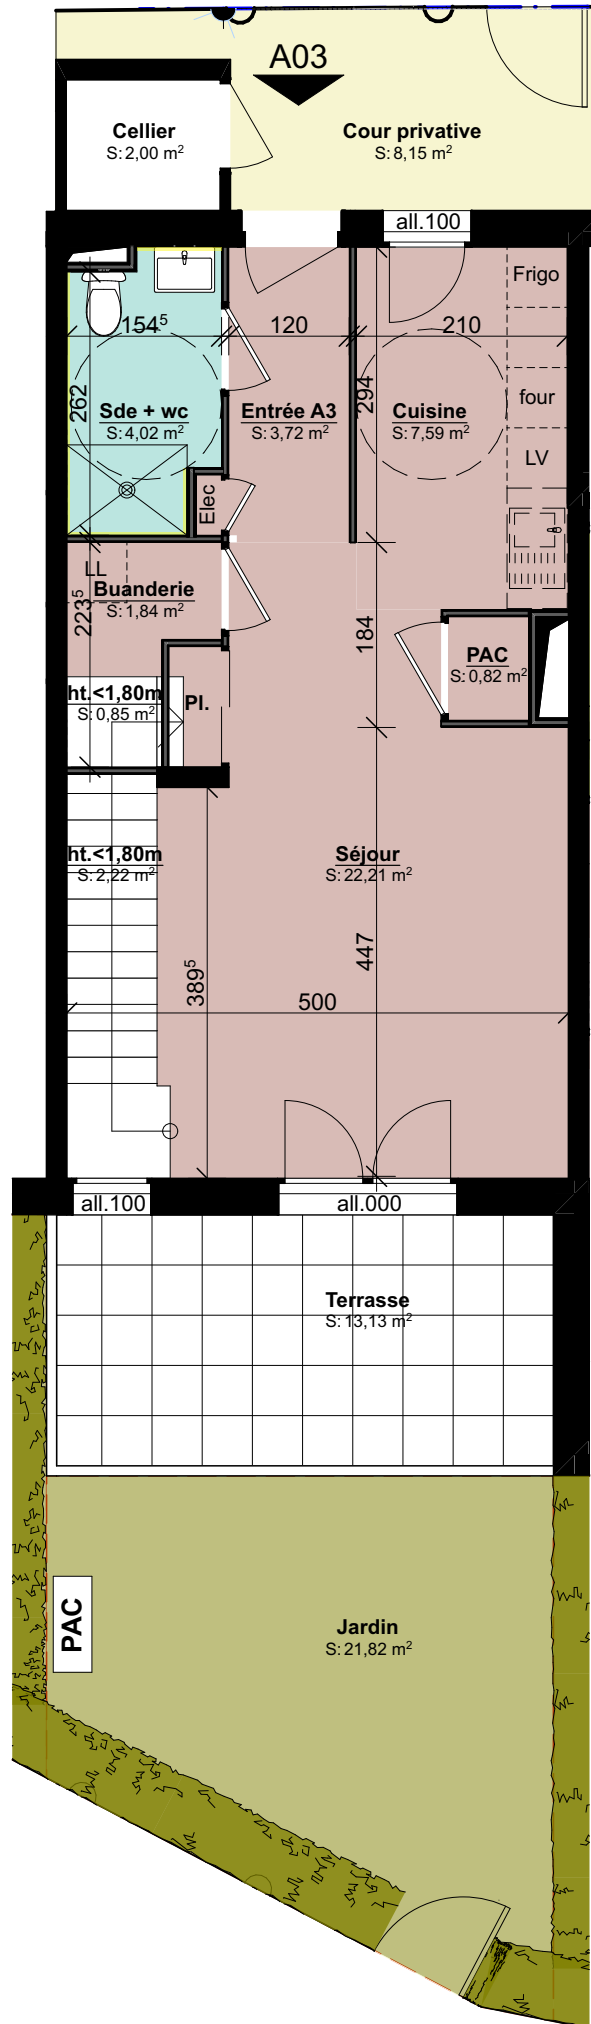 A03
Cellier
S: 2,00 m²
Cour privative
S: 8,15 m²
all.100
Frigo
154⁵
120
210
262
294
Sde + wc
S: 4,02 m²
Entrée A3
S: 3,72 m²
Cuisine
S: 7,59 m²
four
LV
Elec
LL
Buanderie
S: 1,84 m²
223⁵
184
PAC
S: 0,82 m²
ht.<1,80m
S: 0,85 m²
Pl.
ht.<1,80m
S: 2,22 m²
Séjour
S: 22,21 m²
447
389⁵
500
all.100
all.000
Terrasse
S: 13,13 m²
PAC
Jardin
S: 21,82 m²